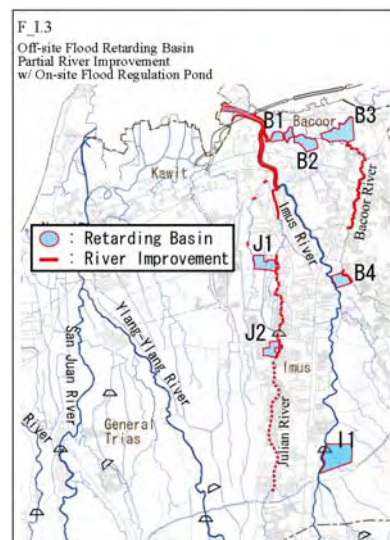 F_I.3
Off-site Flood Retarding Basin
Partial River Improvement
w/ On-site Flood Regulation Pond
B1
Bacoor
B3
B2
Kawit
Imus River
Bacoor River
: Retarding Basin
: River Improvement
J1
B4
J2
Imus
San Juan River
Ylang-Ylang River
General
Trias
River
Julian River
I1